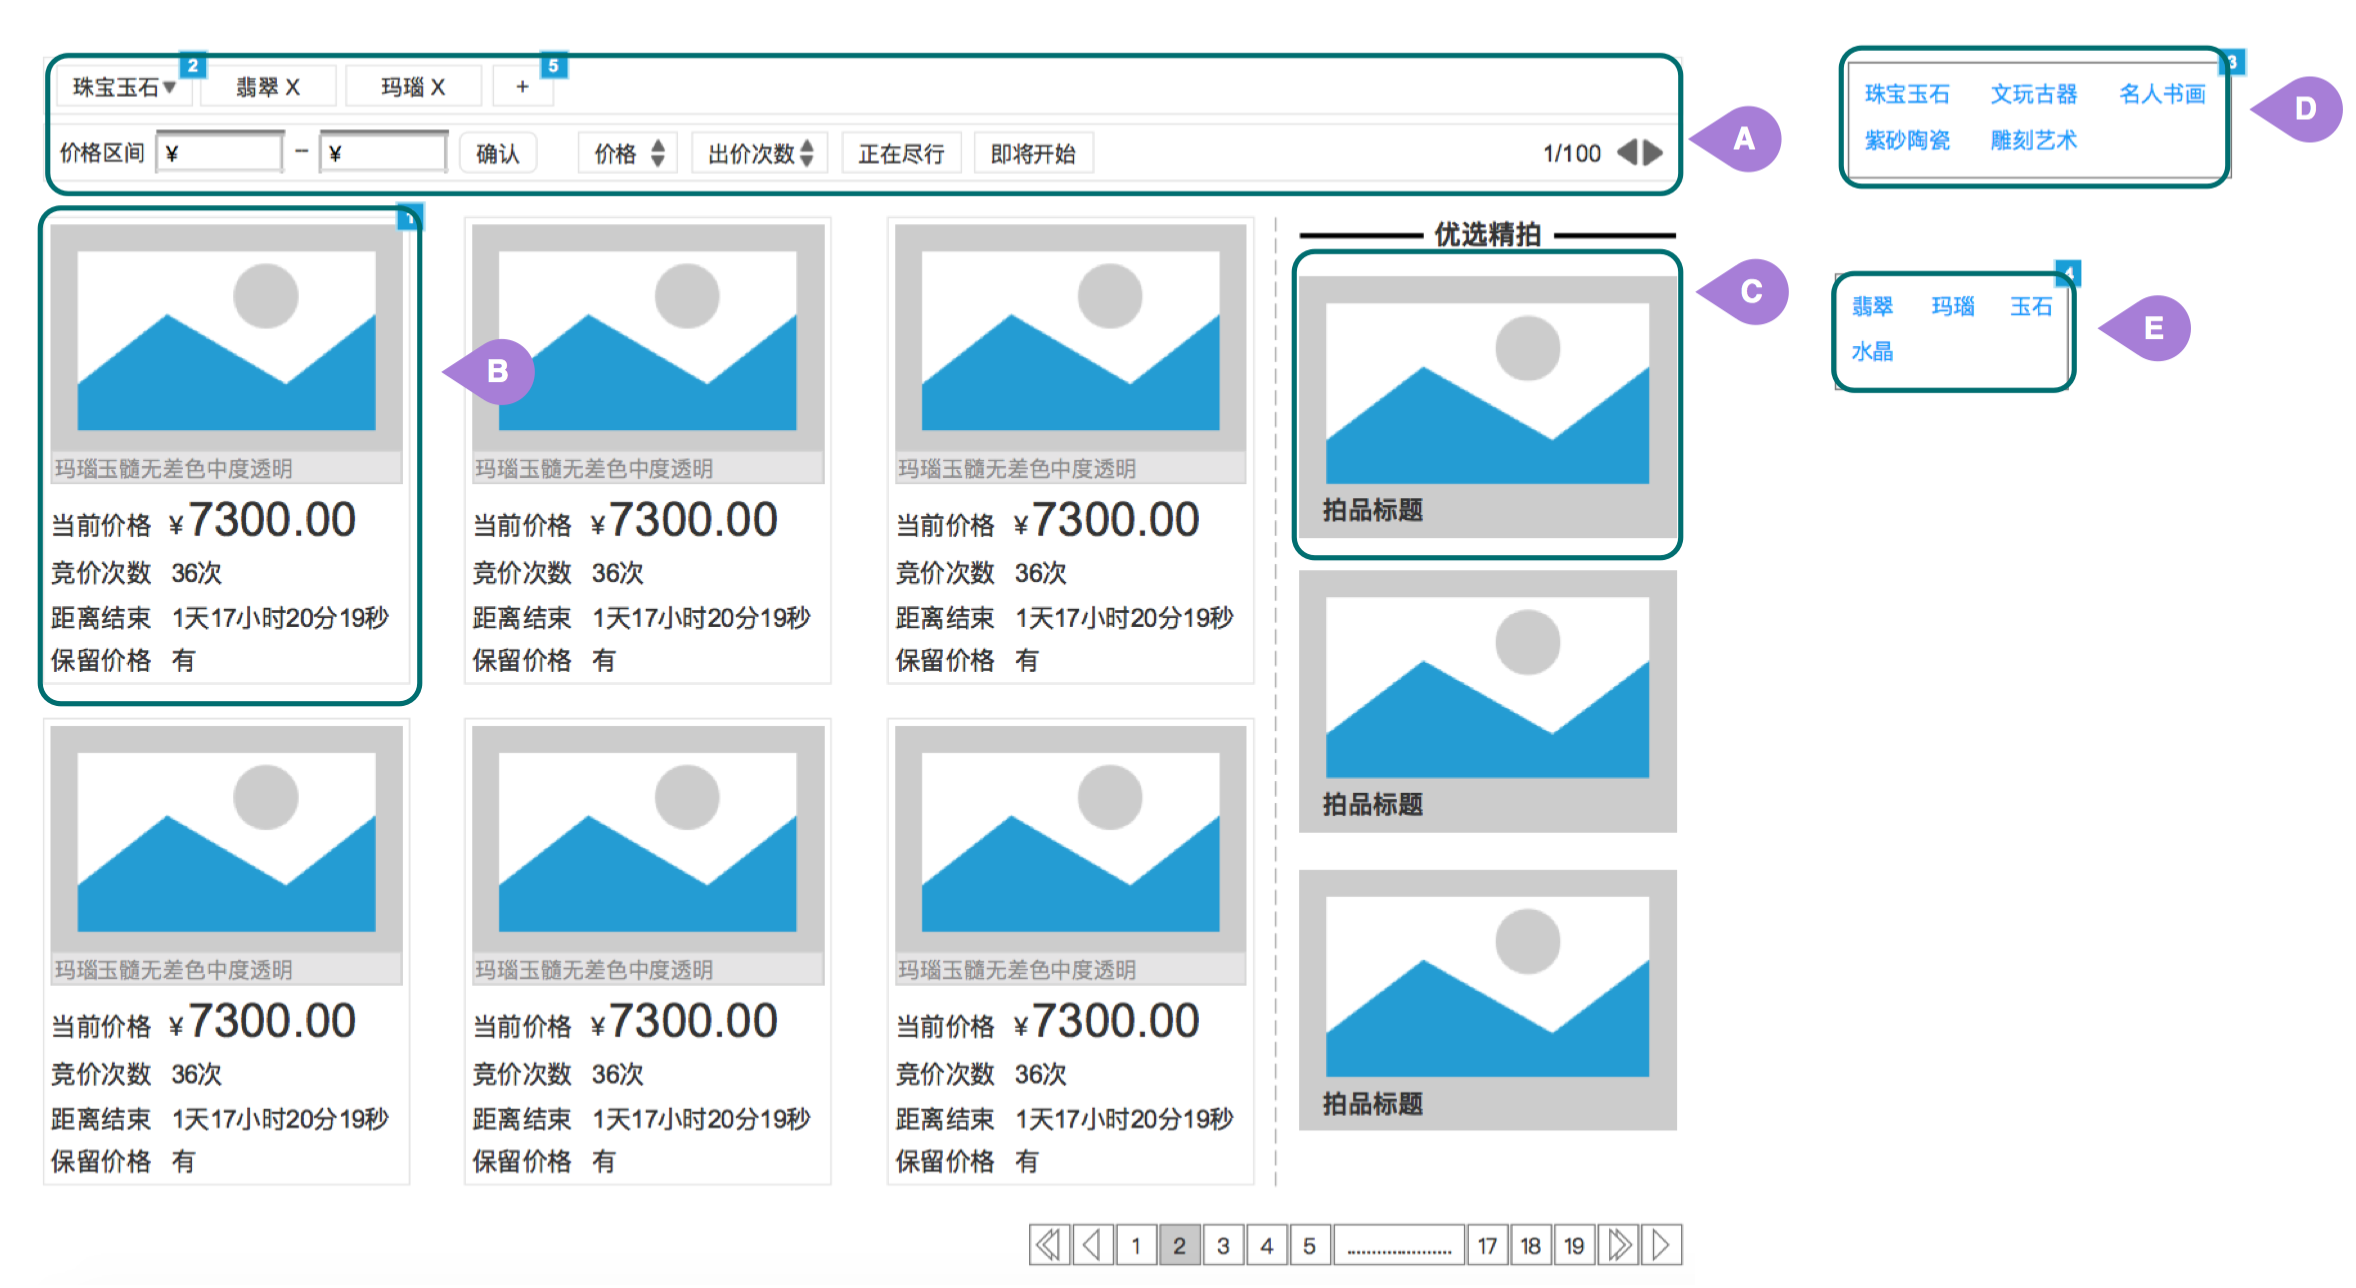 珠宝玉石 2 翡翠 X 玛瑙 X + 5
价格区间 ¥ – ¥ 确认 价格 出价次数 正在尽行 即将开始 1/100
A
珠宝玉石 文玩古器 名人书画 3
紫砂陶瓷 雕刻艺术
D
翡翠 玛瑙 玉石 4
水晶
E
1
B
玛瑙玉髓无差色中度透明
当前价格 ¥7300.00
竞价次数 36次
距离结束 1天17小时20分19秒
保留价格 有
玛瑙玉髓无差色中度透明
当前价格 ¥7300.00
竞价次数 36次
距离结束 1天17小时20分19秒
保留价格 有
玛瑙玉髓无差色中度透明
当前价格 ¥7300.00
竞价次数 36次
距离结束 1天17小时20分19秒
保留价格 有
玛瑙玉髓无差色中度透明
当前价格 ¥7300.00
竞价次数 36次
距离结束 1天17小时20分19秒
保留价格 有
玛瑙玉髓无差色中度透明
当前价格 ¥7300.00
竞价次数 36次
距离结束 1天17小时20分19秒
保留价格 有
玛瑙玉髓无差色中度透明
当前价格 ¥7300.00
竞价次数 36次
距离结束 1天17小时20分19秒
保留价格 有
优选精拍
C
拍品标题
拍品标题
拍品标题
1 2 3 4 5 ..................... 17 18 19